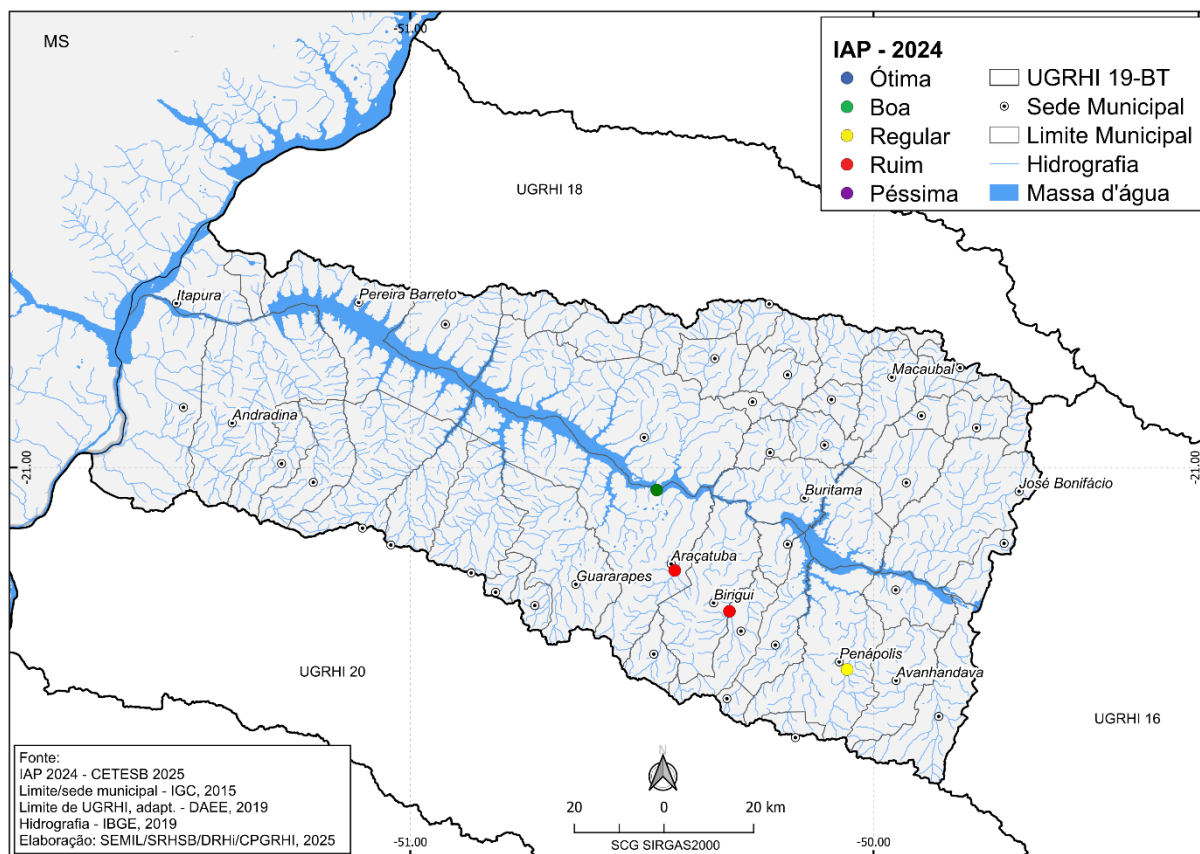 MS
-51.00
IAP - 2024
Ótima
Boa
Regular
Ruim
Péssima
UGRHI 19-BT
Sede Municipal
Limite Municipal
Hidrografia
Massa d'água
UGRHI 18
Itapura
Pereira Barreto
Macaubal
Andradina
-21.00
-21.00
José Bonifácio
Buritama
Araçatuba
Guararapes
Birigui
Penápolis
Avanhandava
UGRHI 20
UGRHI 16
Fonte:
IAP 2024 - CETESB 2025
Limite/sede municipal - IGC, 2015
Limite de UGRHI, adapt. - DAEE, 2019
Hidrografia - IBGE, 2019
Elaboração: SEMIL/SRHSB/DRHi/CPGRHI, 2025
N
20 0 20 km
SCG SIRGAS2000
-51.00
-50.00